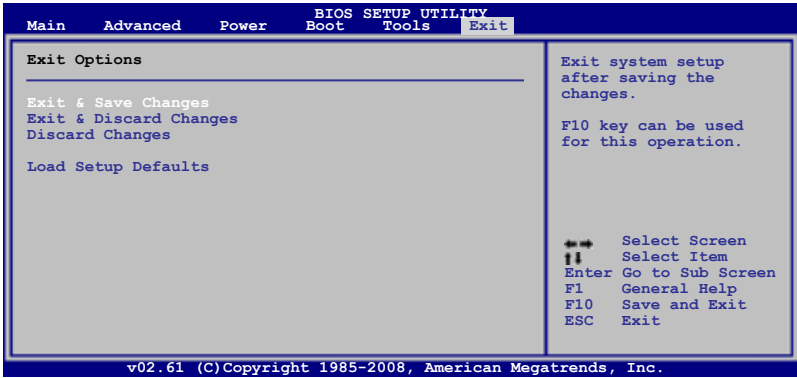 BIOS SETUP UTILITY
Main Advanced Power Boot Tools Exit
Exit Options
Exit & Save Changes
Exit & Discard Changes
Discard Changes
Load Setup Defaults
Exit system setup
after saving the
changes.
F10 key can be used
for this operation.
Select Screen
Select Item
Enter Go to Sub Screen
F1 General Help
F10 Save and Exit
ESC Exit
v02.61 (C)Copyright 1985-2008, American Megatrends, Inc.